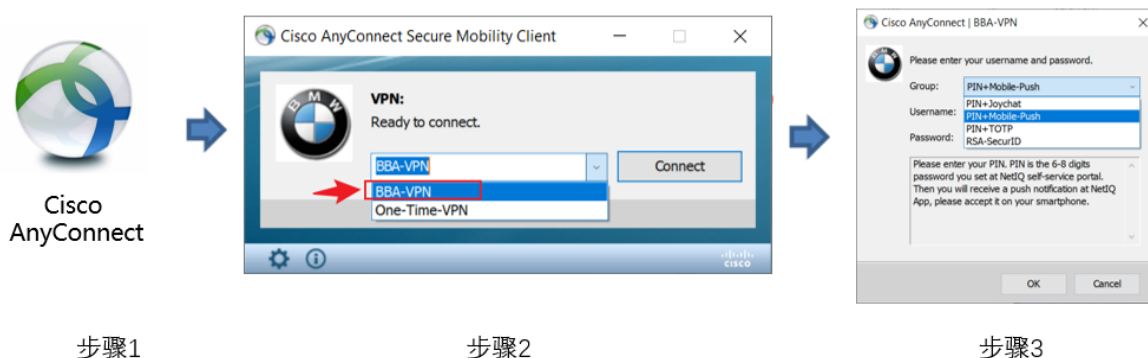 Cisco
AnyConnect
步骤1
Cisco AnyConnect Secure Mobility Client
BMW
VPN:
Ready to connect.
BBA-VPN
Connect
BBA-VPN
One-Time-VPN
cisco
步骤2
Cisco AnyConnect | BBA-VPN
BMW
Please enter your username and password.
Group: PIN+Mobile-Push
PIN+Joychat
Username: PIN+Mobile-Push
PIN+TOTP
Password: RSA-SecurID
Please enter your PIN. PIN is the 6-8 digits
password you set at NetIQ self-service portal.
Then you will receive a push notification at NetIQ
App, please accept it on your smartphone.
OK Cancel
步骤3